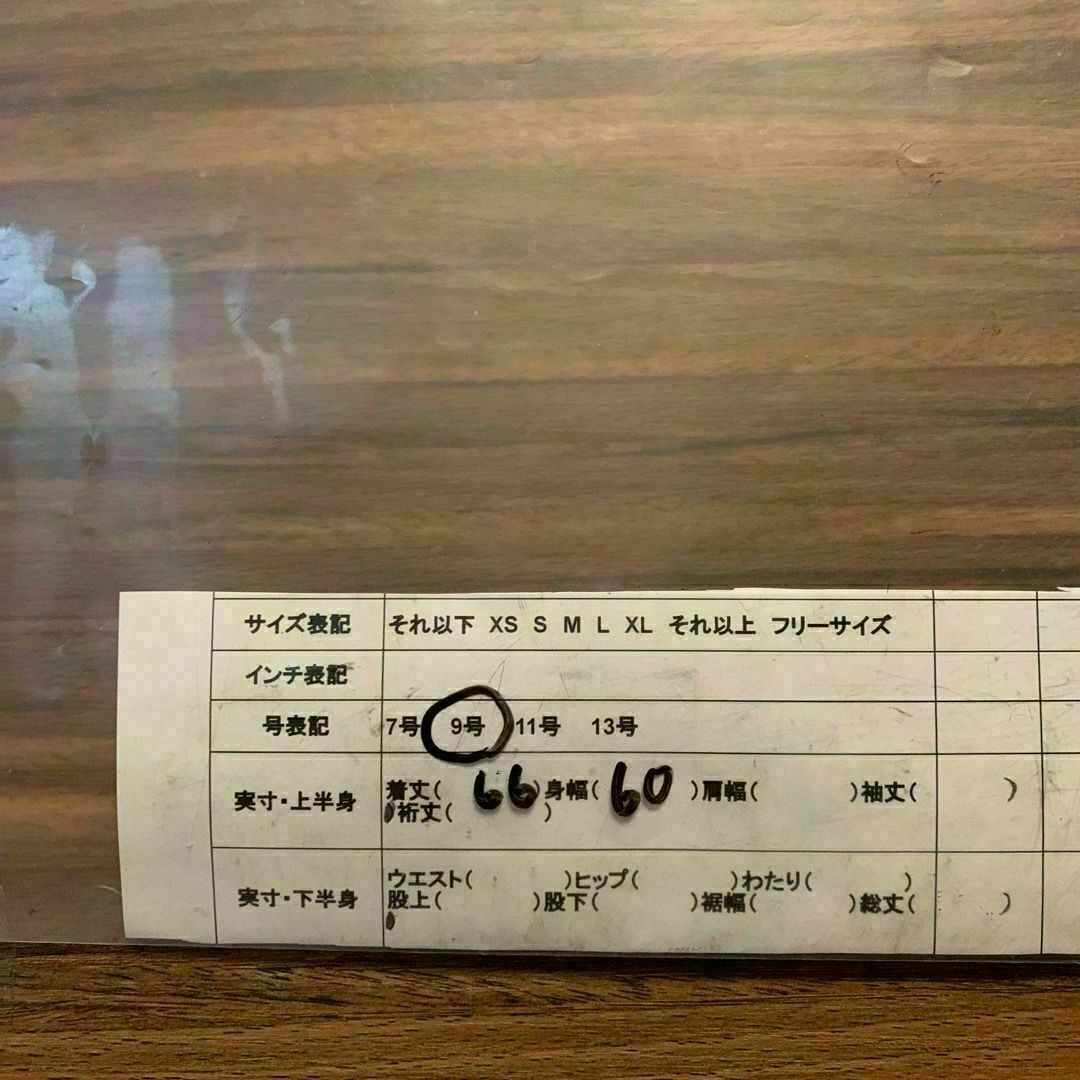 サイズ表記 それ以下 XS S M L XL それ以上 フリーサイズ
インチ表記
号表記 7号 9号 11号 13号
実寸・上半身 着丈( 66 )身幅( 60 )肩幅( )袖丈( )
裄丈( )
実寸・下半身 ウエスト( )ヒップ( )わたり( )
股上( )股下( )裾幅( )総丈( )